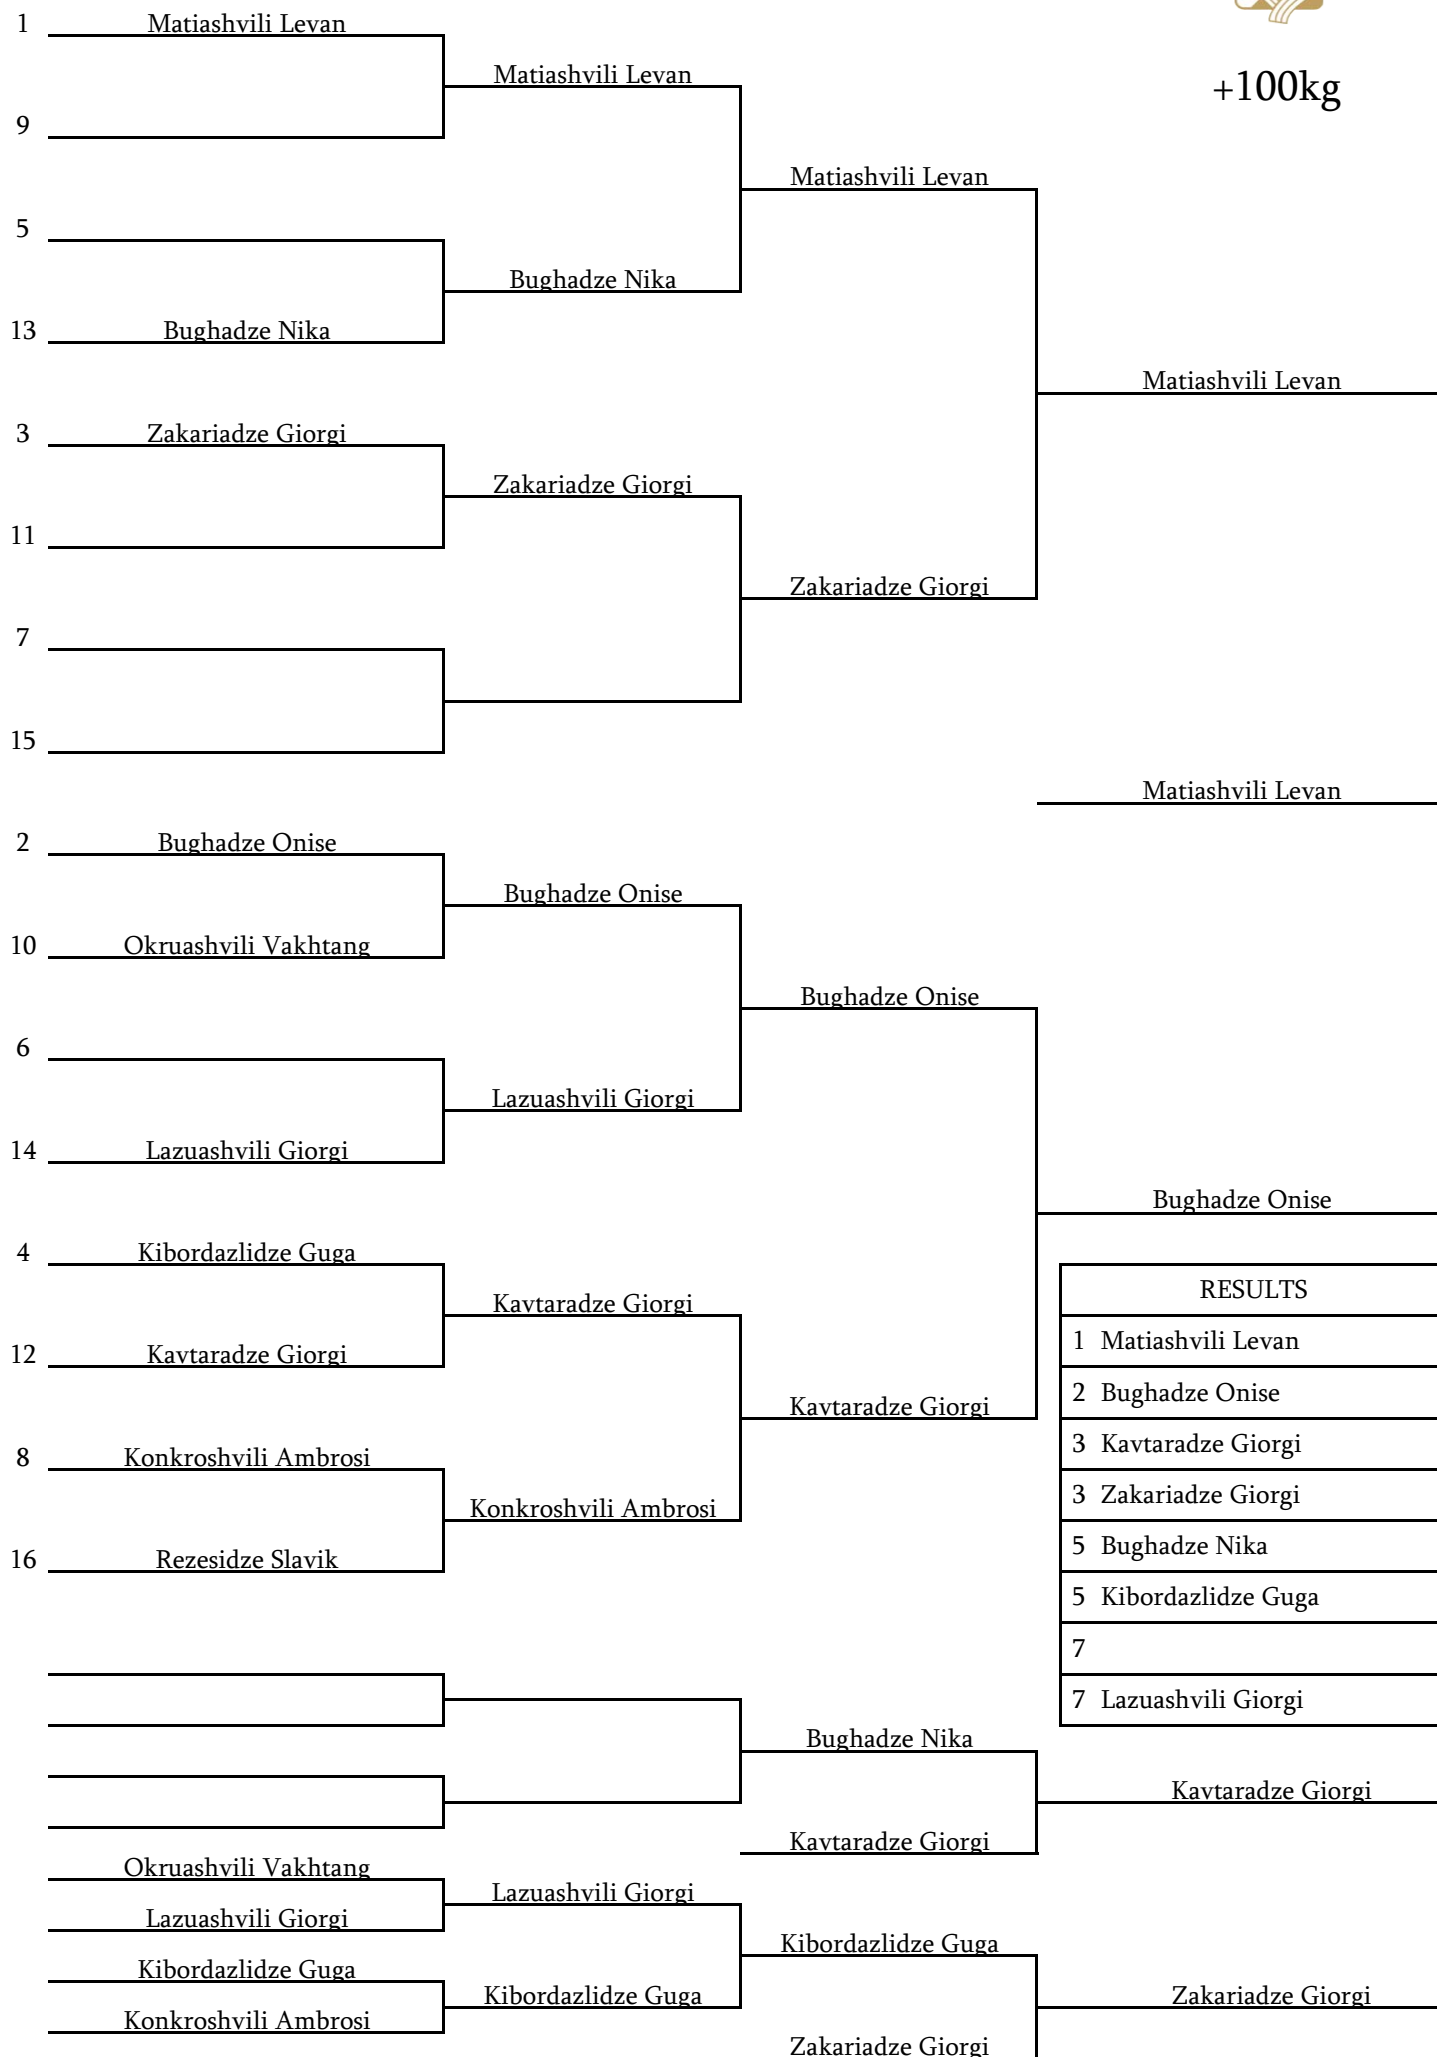 1 Matiashvili Levan
Matiashvili Levan
+100kg
9
Matiashvili Levan
5
Bughadze Nika
13 Bughadze Nika
Matiashvili Levan
3 Zakariadze Giorgi
Zakariadze Giorgi
11
Zakariadze Giorgi
7
15
Matiashvili Levan
2 Bughadze Onise
Bughadze Onise
10 Okruashvili Vakhtang
Bughadze Onise
6
Lazuashvili Giorgi
14 Lazuashvili Giorgi
Bughadze Onise
4 Kibordazlidze Guga
RESULTS
Kavtaradze Giorgi
1 Matiashvili Levan
12 Kavtaradze Giorgi
2 Bughadze Onise
Kavtaradze Giorgi
3 Kavtaradze Giorgi
8 Konkroshvili Ambrosi
3 Zakariadze Giorgi
Konkroshvili Ambrosi
5 Bughadze Nika
16 Rezesidze Slavik
5 Kibordazlidze Guga
7
7 Lazuashvili Giorgi
Bughadze Nika
Kavtaradze Giorgi
Kavtaradze Giorgi
Okruashvili Vakhtang
Lazuashvili Giorgi
Lazuashvili Giorgi
Kibordazlidze Guga
Kibordazlidze Guga
Kibordazlidze Guga
Zakariadze Giorgi
Konkroshvili Ambrosi
Zakariadze Giorgi